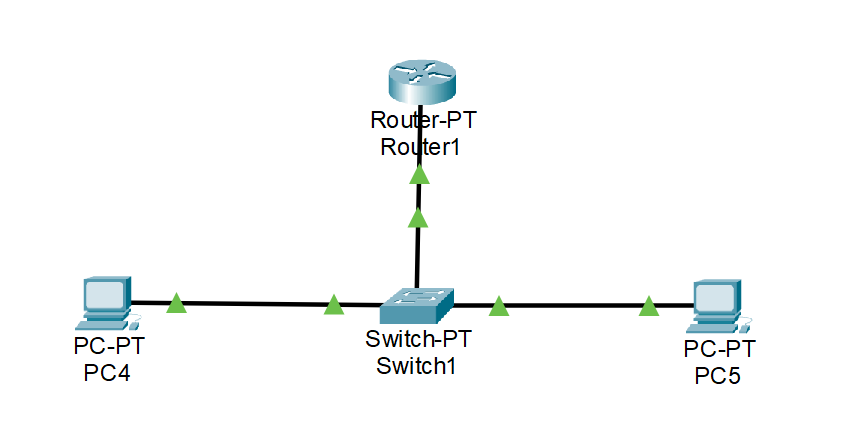 Router-PT
Router1
PC-PT
PC4
Switch-PT
Switch1
PC-PT
PC5